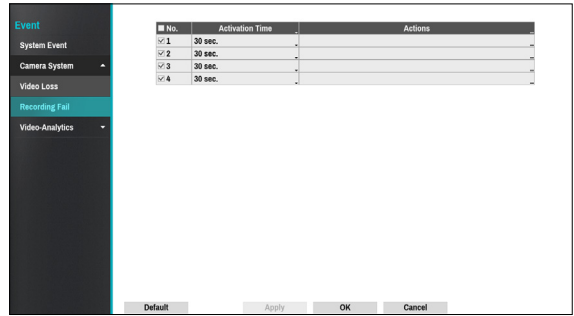 Event
System Event
Camera System
Video Loss
Recording Fail
Video-Analytics
No. Activation Time Actions
1 30 sec.
2 30 sec.
3 30 sec.
4 30 sec.
Default Apply OK Cancel